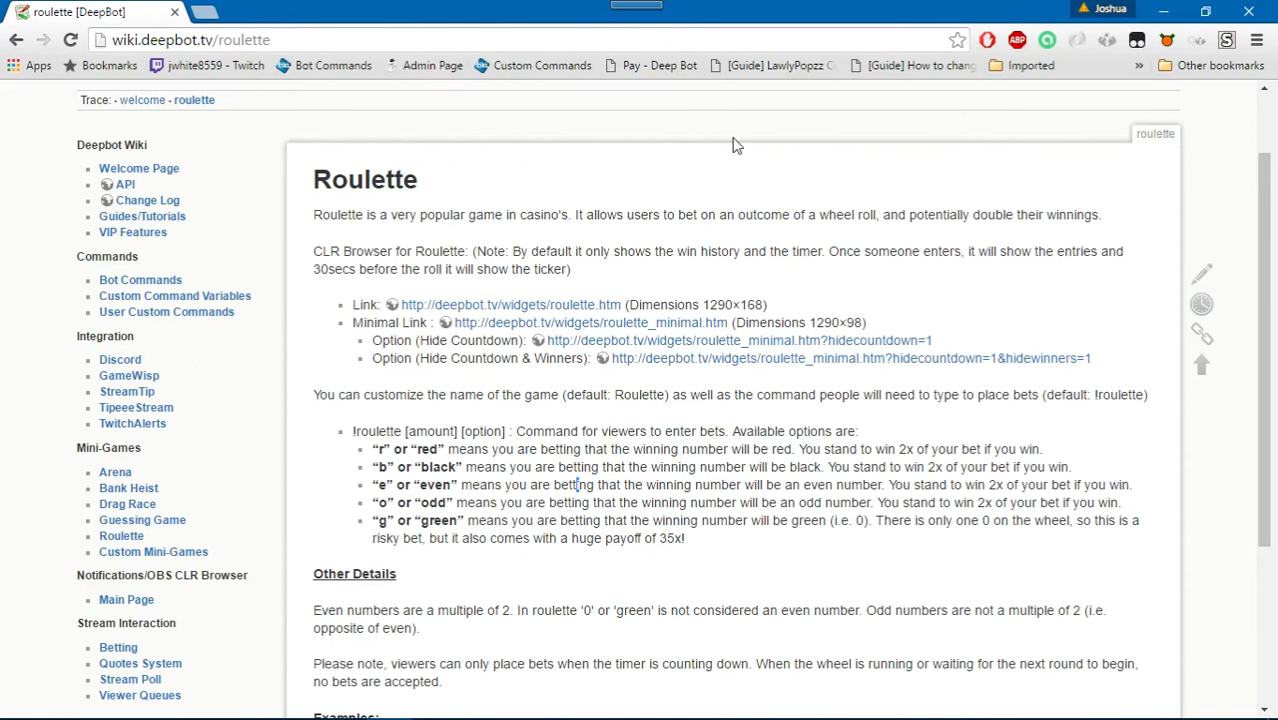 roulette [DeepBot]
Joshua
wiki.deepbot.tv/roulette
ABP
S
Apps Bookmarks jwhite8559 - Twitch Bot Commands Admin Page Custom Commands Pay - Deep Bot [Guide] LawlyPopzz C [Guide] How to chang Imported » Other bookmarks
Trace: · welcome · roulette
roulette
Deepbot Wiki
Welcome Page
API
Change Log
Guides/Tutorials
VIP Features
Commands
Bot Commands
Custom Command Variables
User Custom Commands
Integration
Discord
GameWisp
StreamTip
TipeeeStream
TwitchAlerts
Mini-Games
Arena
Bank Heist
Drag Race
Guessing Game
Roulette
Custom Mini-Games
Notifications/OBS CLR Browser
Main Page
Stream Interaction
Betting
Quotes System
Stream Poll
Viewer Queues
Roulette
Roulette is a very popular game in casino's. It allows users to bet on an outcome of a wheel roll, and potentially double their winnings.
CLR Browser for Roulette: (Note: By default it only shows the win history and the timer. Once someone enters, it will show the entries and
30secs before the roll it will show the ticker)
Link: http://deepbot.tv/widgets/roulette.htm (Dimensions 1290×168)
Minimal Link : http://deepbot.tv/widgets/roulette_minimal.htm (Dimensions 1290×98)
Option (Hide Countdown): http://deepbot.tv/widgets/roulette_minimal.htm?hidecountdown=1
Option (Hide Countdown & Winners): http://deepbot.tv/widgets/roulette_minimal.htm?hidecountdown=1&hidewinners=1
You can customize the name of the game (default: Roulette) as well as the command people will need to type to place bets (default: !roulette)
!roulette [amount] [option] : Command for viewers to enter bets. Available options are:
“r” or “red” means you are betting that the winning number will be red. You stand to win 2x of your bet if you win.
“b” or “black” means you are betting that the winning number will be black. You stand to win 2x of your bet if you win.
“e” or “even” means you are betting that the winning number will be an even number. You stand to win 2x of your bet if you win.
“o” or “odd” means you are betting that the winning number will be an odd number. You stand to win 2x of your bet if you win.
“g” or “green” means you are betting that the winning number will be green (i.e. 0). There is only one 0 on the wheel, so this is a
risky bet, but it also comes with a huge payoff of 35x!
Other Details
Even numbers are a multiple of 2. In roulette '0' or 'green' is not considered an even number. Odd numbers are not a multiple of 2 (i.e.
opposite of even).
Please note, viewers can only place bets when the timer is counting down. When the wheel is running or waiting for the next round to begin,
no bets are accepted.
Examples: